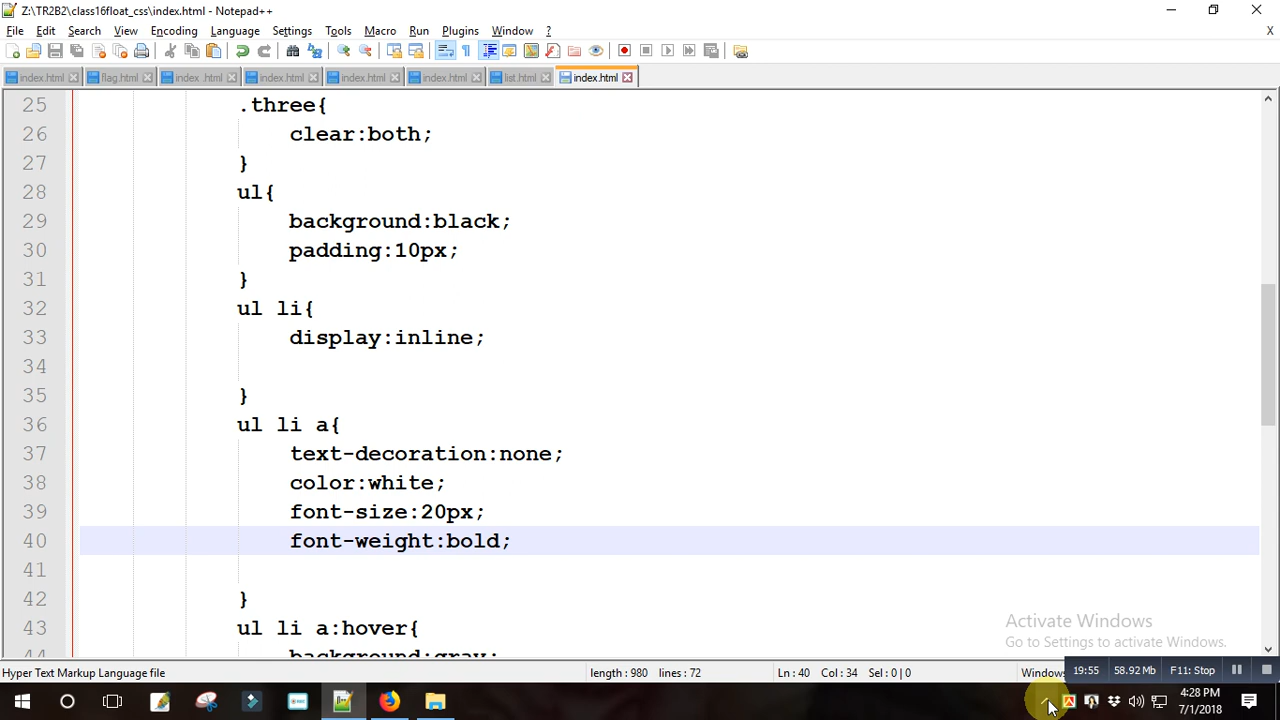 Z:\TR2B2\class16float_css\index.html - Notepad++
File Edit Search View Encoding Language Settings Tools Macro Run Plugins Window ? X
index.html flag.html index .html index.html index.html index.html list.html index.html
25 .three{
26 clear:both;
27 }
28 ul{
29 background:black;
30 padding:10px;
31 }
32 ul li{
33 display:inline;
34
35 }
36 ul li a{
37 text-decoration:none;
38 color:white;
39 font-size:20px;
40 font-weight:bold;
41
42 }
43 ul li a:hover{
44 background:gray;
Activate Windows
Go to Settings to activate Windows.
Hyper Text Markup Language file length : 980 lines : 72 Ln : 40 Col : 34 Sel : 0 | 0 Windows 19:55 58.92 Mb F11: Stop
4:28 PM
7/1/2018